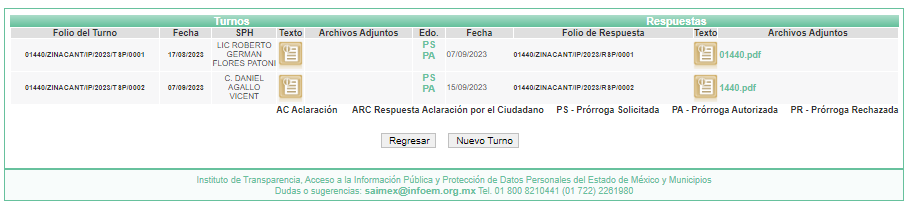 Turnos Respuestas
Folio del Turno Fecha SPH Texto Archivos Adjuntos Edo. Fecha Folio de Respuesta Texto Archivos Adjuntos
01440/ZINACANT/IP/2023/TSP/0001 17/08/2023 LIC ROBERTO GERMAN FLORES PATONI PS PA 07/09/2023 01440/ZINACANT/IP/2023/RSP/0001 01440.pdf
01440/ZINACANT/IP/2023/TSP/0002 07/09/2023 C. DANIEL AGALLO VICENT PS PA 15/09/2023 01440/ZINACANT/IP/2023/RSP/0002 1440.pdf
AC Aclaración ARC Respuesta Aclaración por el Ciudadano PS - Prórroga Solicitada PA - Prórroga Autorizada PR - Prórroga Rechazada
Regresar Nuevo Turno
Instituto de Transparencia, Acceso a la Información Pública y Protección de Datos Personales del Estado de México y Municipios
Dudas o sugerencias: saimex@infoem.org.mx Tel. 01 800 8210441 (01 722) 2261980